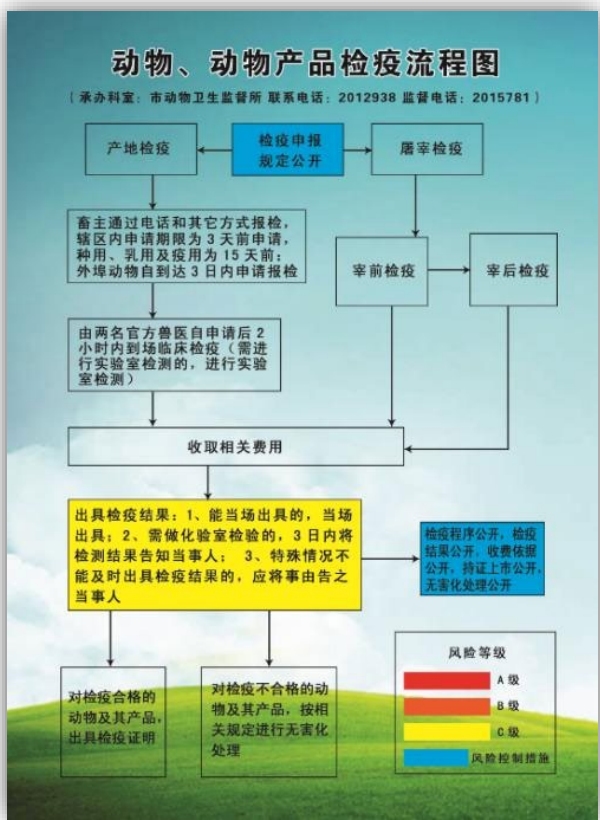 动物、动物产品检疫流程图
（承办科室：市动物卫生监督所 联系电话：2012938 监督电话：2015781）
产地检疫
检疫申报
规定公开
屠宰检疫
畜主通过电话和其它方式报检，
辖区内申请期限为3天前申请，
种用、乳用及疫用为15天前；
外埠动物自到达3日内申请报检
宰前检疫
宰后检疫
由两名官方兽医自申请后2
小时内到场临床检疫（需进
行实验室检测的，进行实验
室检测）
收取相关费用
出具检疫结果：1、能当场出具的，当场
出具；2、需做化验室检验的，3日内将
检测结果告知当事人； 3、特殊情况不
能及时出具检疫结果的，应将事由告之
当事人
检疫程序公开，检疫
结果公开，收费依据
公开，持证上市公开，
无害化处理公开
对检疫合格的
动物及其产品，
出具检疫证明
对检疫不合格的动
物及其产品，按相
关规定进行无害化
处理
风险等级
A级
B级
C级
风险控制措施